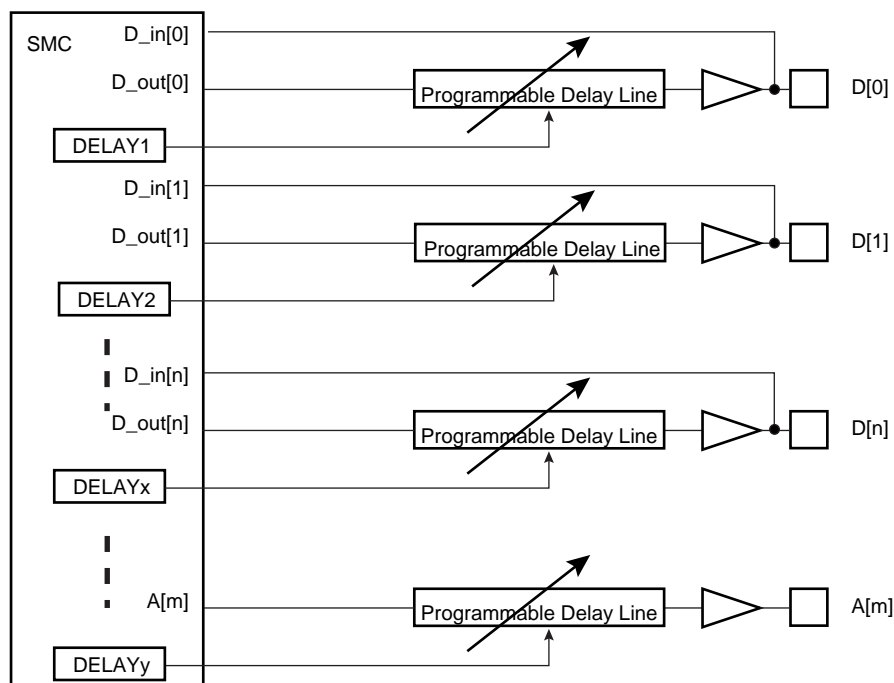 SMC
D_in[0]
D_out[0]
Programmable Delay Line
D[0]
DELAY1
D_in[1]
D_out[1]
Programmable Delay Line
D[1]
DELAY2
D_in[n]
D_out[n]
Programmable Delay Line
D[n]
DELAYx
A[m]
Programmable Delay Line
A[m]
DELAYy